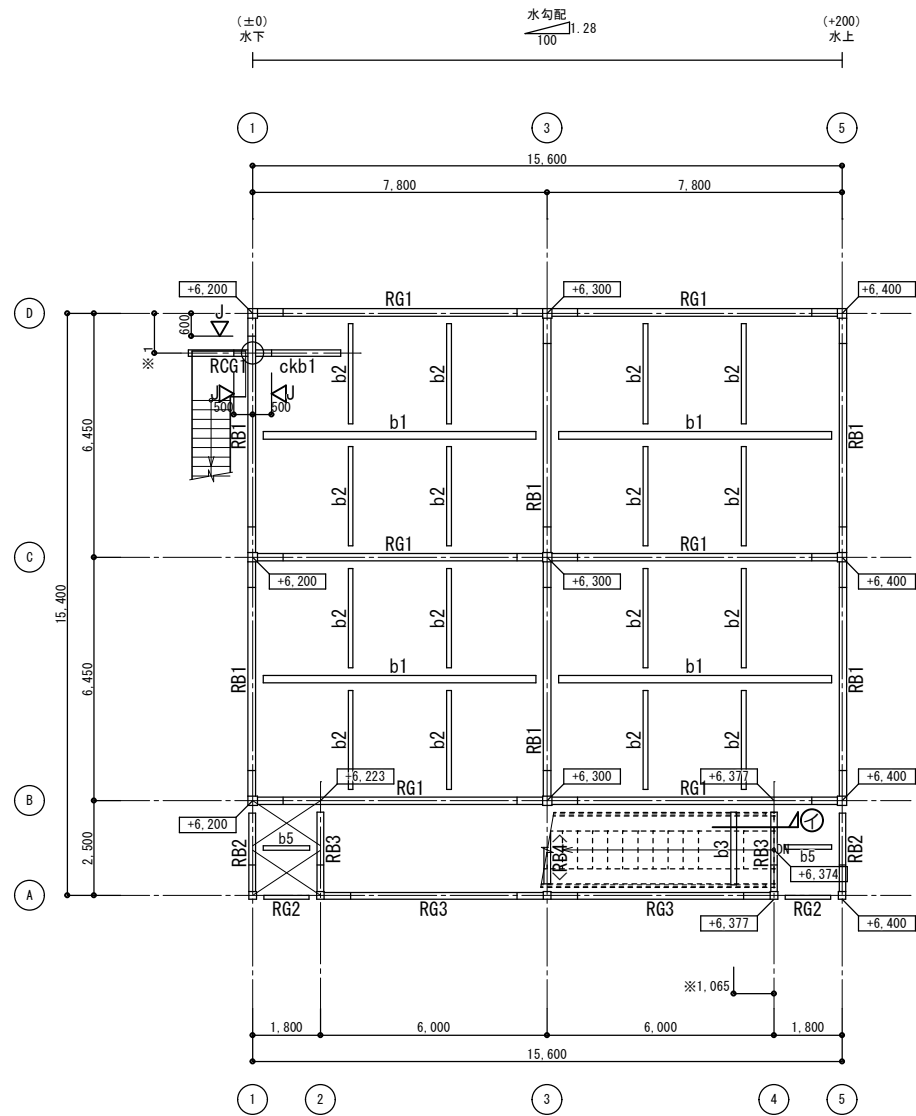 (±0)
水下
水勾配
1.28
100
(+200)
水上
1
3
5
15,600
7,800
7,800
+6,200
+6,300
+6,400
D
RG1
RG1
J
600
※1
RCG1
ckb1
J
J
500
500
b2
b2
b2
b2
b1
b1
RB1
RB1
RB1
6,450
b2
b2
b2
b2
C
RG1
RG1
+6,200
+6,300
+6,400
15,400
b2
b2
b2
b2
b1
b1
RB1
RB1
RB1
6,450
b2
b2
b2
b2
+6,223
+6,377
B
RG1
RG1
+6,300
+6,400
+6,200
2,500
イ
b5
RB2
RB3
RB4
b3
RB3
DN
b5
RB2
+6,374
A
RG2
RG3
RG3
RG2
+6,377
+6,400
※1,065
1,800
6,000
6,000
1,800
15,600
1
2
3
4
5